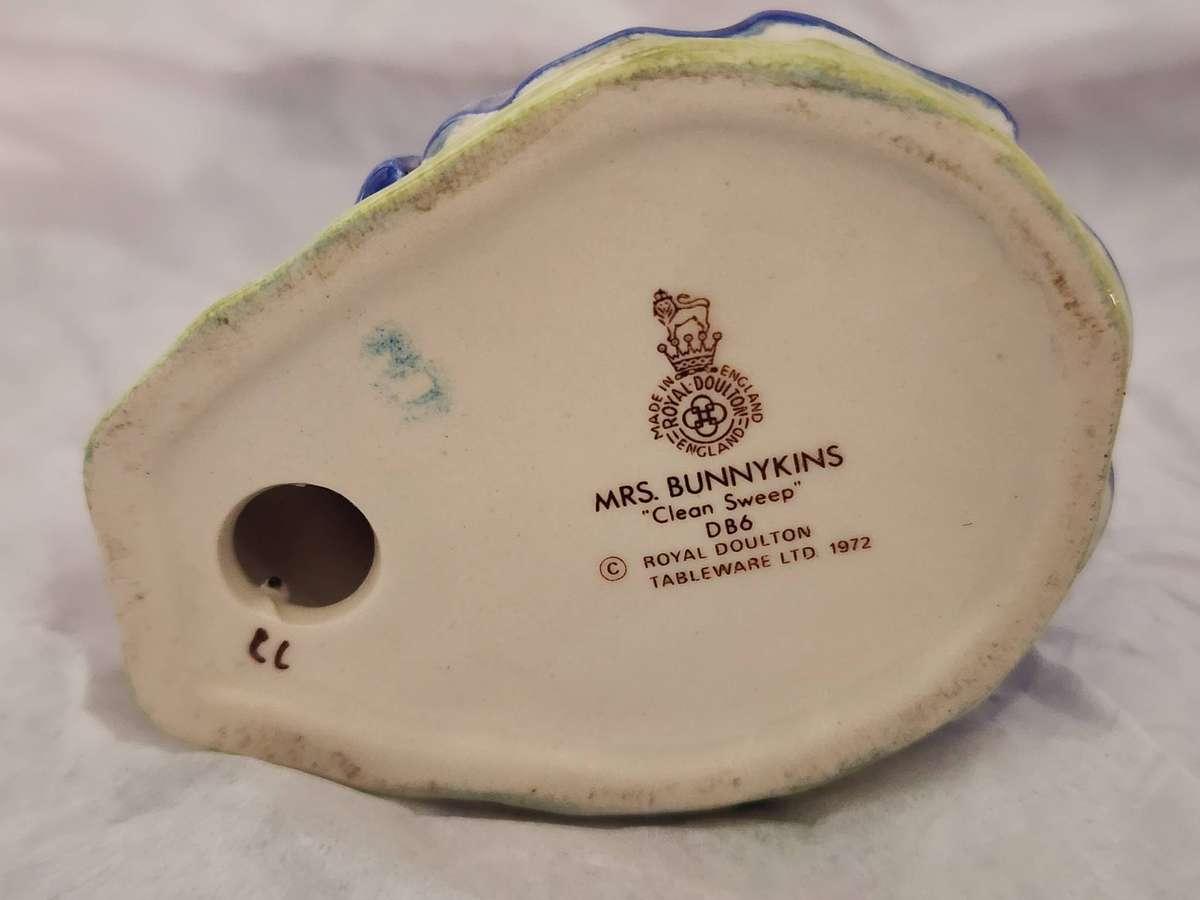 MADE IN ENGLAND
ROYAL·DOULTON
ENGLAND
MRS. BUNNYKINS
"Clean Sweep"
DB6
© ROYAL DOULTON
TABLEWARE LTD 1972